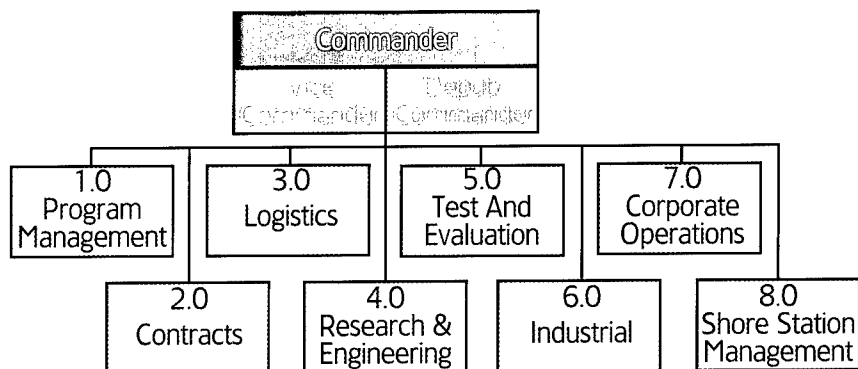 Commander
Vice
Commander
Commander
1.0
Program
Management
3.0
Logistics
5.0
Test And
Evaluation
7.0
Corporate
Operations
2.0
Contracts
4.0
Research &
Engineering
6.0
Industrial
8.0
Shore Station
Management